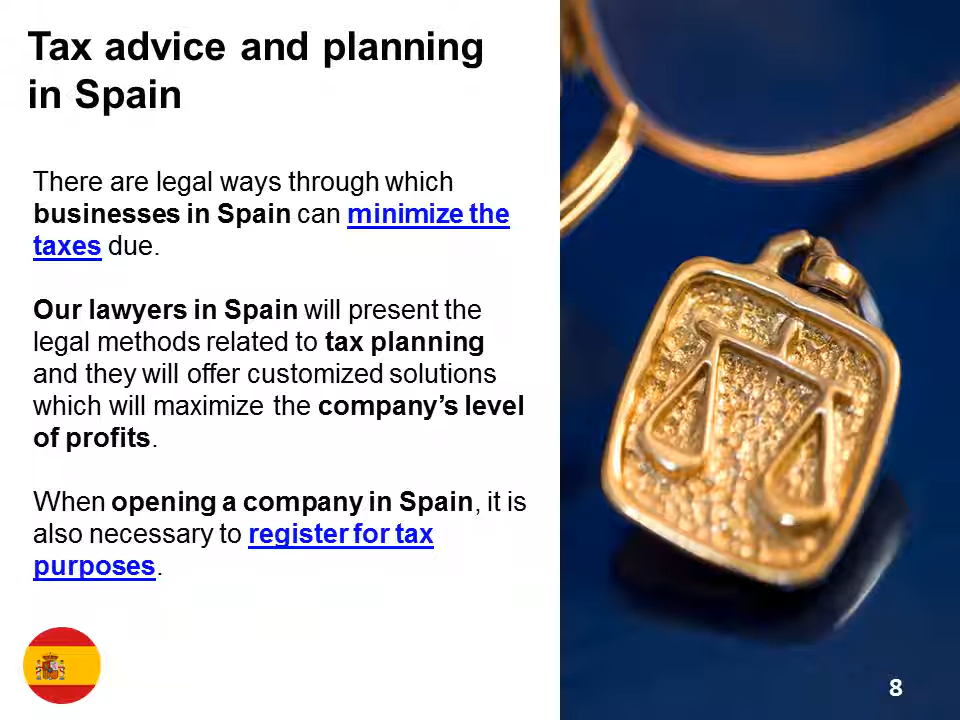 Tax advice and planning
in Spain
There are legal ways through which
businesses in Spain can minimize the
taxes due.
Our lawyers in Spain will present the
legal methods related to tax planning
and they will offer customized solutions
which will maximize the company’s level
of profits.
When opening a company in Spain, it is
also necessary to register for tax
purposes.
8